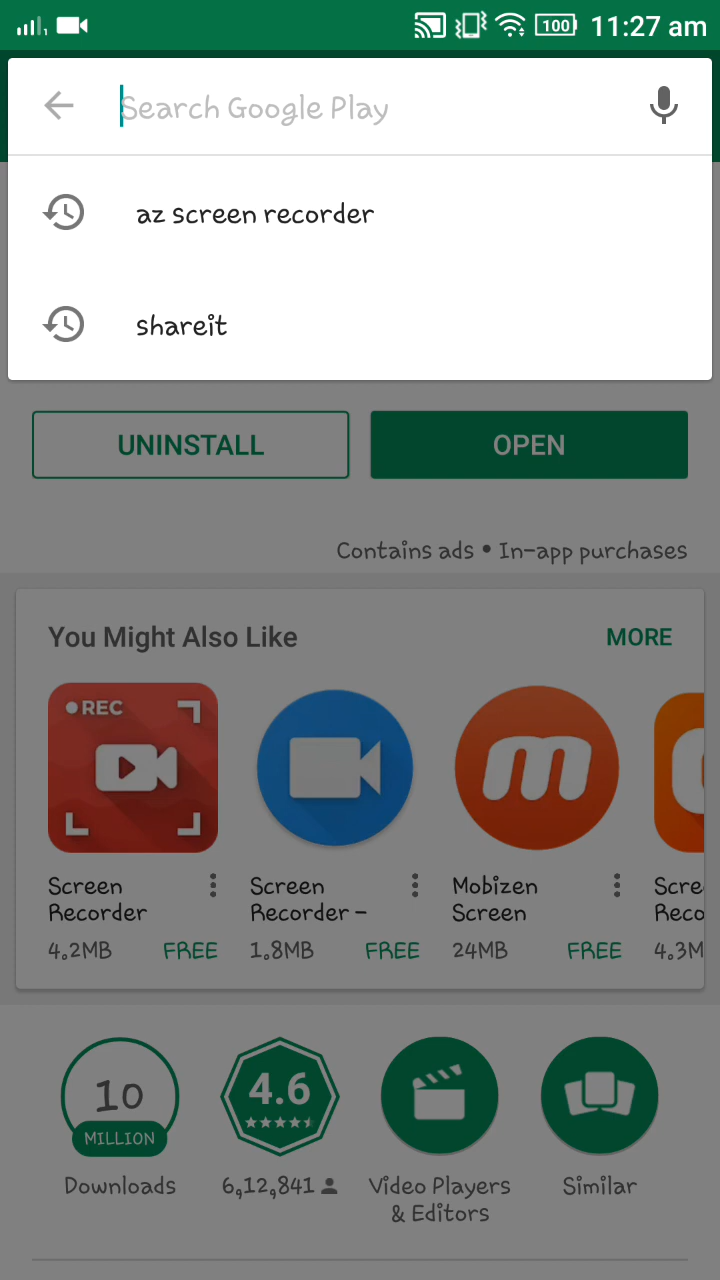 100 11:27 am
Search Google Play
az screen recorder
shareit
UNINSTALL OPEN
Contains ads • In-app purchases
You Might Also Like MORE
REC
m
Screen Recorder
4.2MB FREE
Screen Recorder –
1.8MB FREE
Mobizen Screen
24MB FREE
Scre
Reco
4.3M
10
MILLION
Downloads
4.6
6,12,841
Video Players
& Editors
Similar